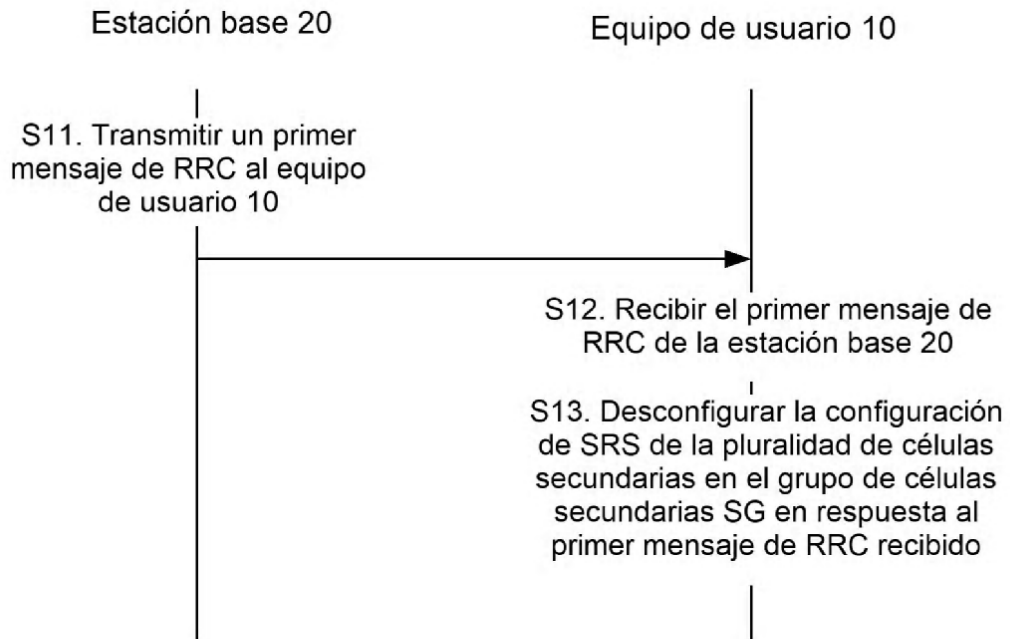 Estación base 20
Equipo de usuario 10
S11. Transmitir un primer
mensaje de RRC al equipo
de usuario 10
S12. Recibir el primer mensaje de
RRC de la estación base 20
S13. Desconfigurar la configuración
de SRS de la pluralidad de células
secundarias en el grupo de células
secundarias SG en respuesta al
primer mensaje de RRC recibido